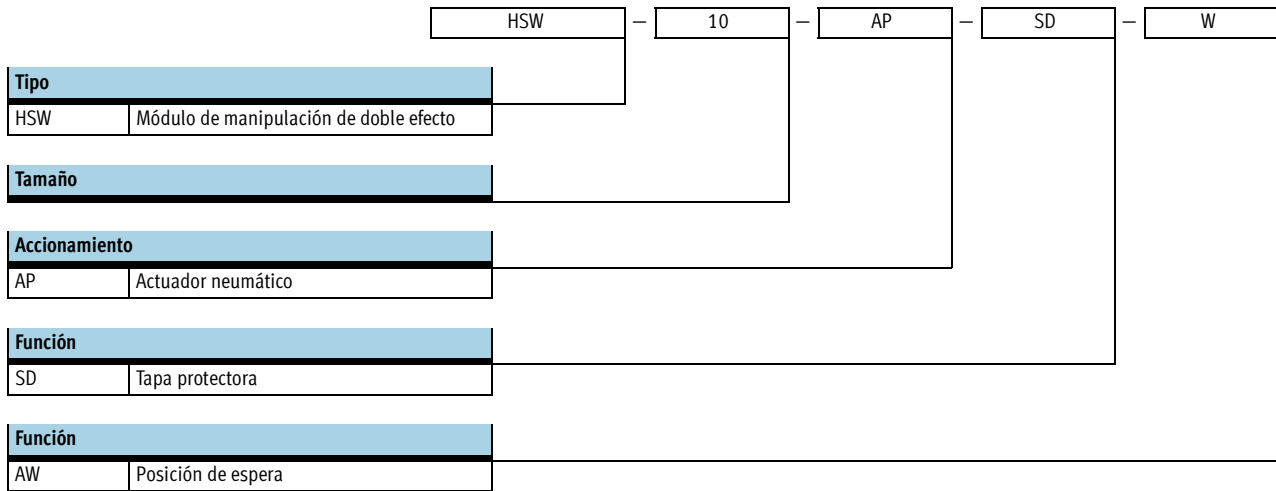 HSW – 10 – AP – SD – W
Tipo
HSW Módulo de manipulación de doble efecto
Tamaño
Accionamiento
AP Actuador neumático
Función
SD Tapa protectora
Función
AW Posición de espera